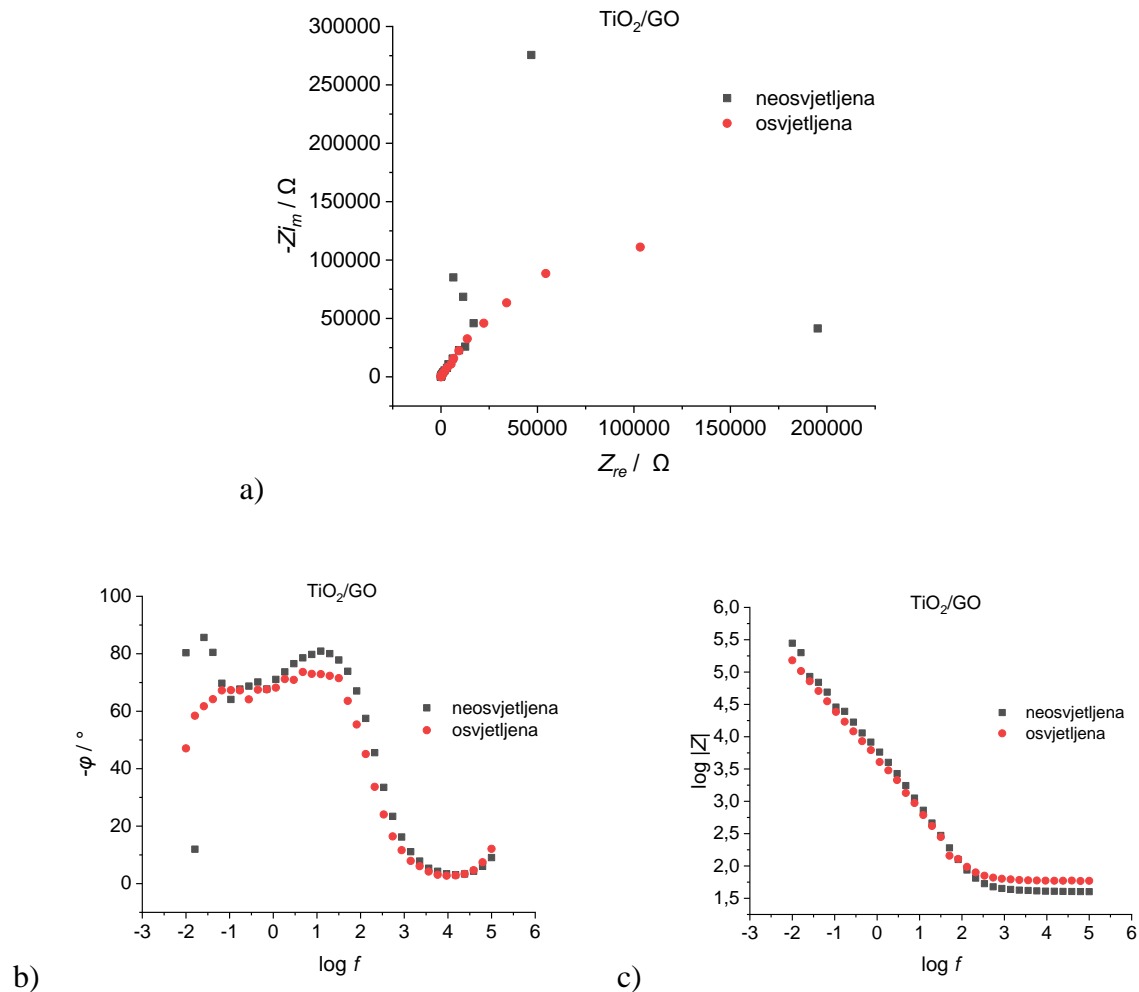 TiO₂/GO
300000
250000
200000
150000
100000
50000
0
-Zi_m / Ω
neosvjetljena
osvjetljena
0 50000 100000 150000 200000
Z_re / Ω
a)
TiO₂/GO
100
80
60
40
20
0
-φ / °
neosvjetljena
osvjetljena
-3 -2 -1 0 1 2 3 4 5 6
log f
b)
TiO₂/GO
6,0
5,5
5,0
4,5
4,0
3,5
3,0
2,5
2,0
1,5
log |Z|
neosvjetljena
osvjetljena
-3 -2 -1 0 1 2 3 4 5 6
log f
c)